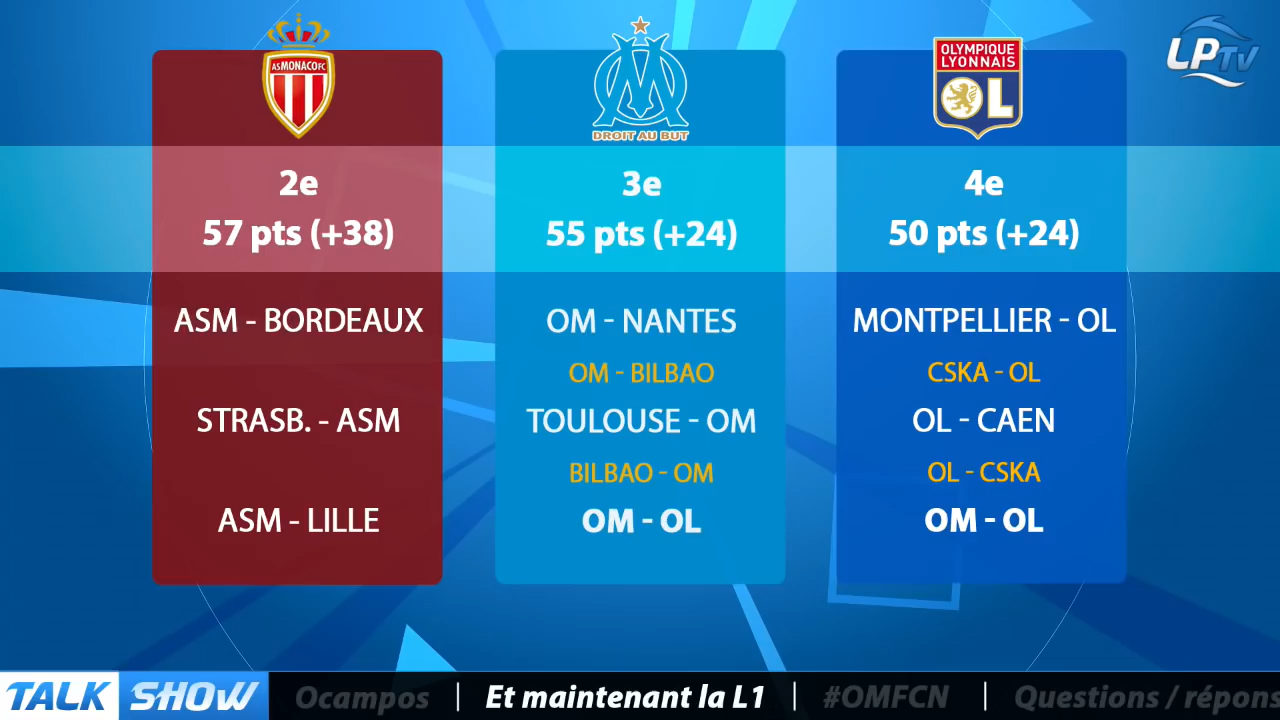 LPTV
ASMONACOFC
2e
57 pts (+38)
ASM - BORDEAUX
STRASB. - ASM
ASM - LILLE
DROIT AU BUT
3e
55 pts (+24)
OM - NANTES
OM - BILBAO
TOULOUSE - OM
BILBAO - OM
OM - OL
OLYMPIQUE
LYONNAIS
OL
4e
50 pts (+24)
MONTPELLIER - OL
CSKA - OL
OL - CAEN
OL - CSKA
OM - OL
TALK SHOW Ocampos | Et maintenant la L1 | #OMFCN | Questions / répons